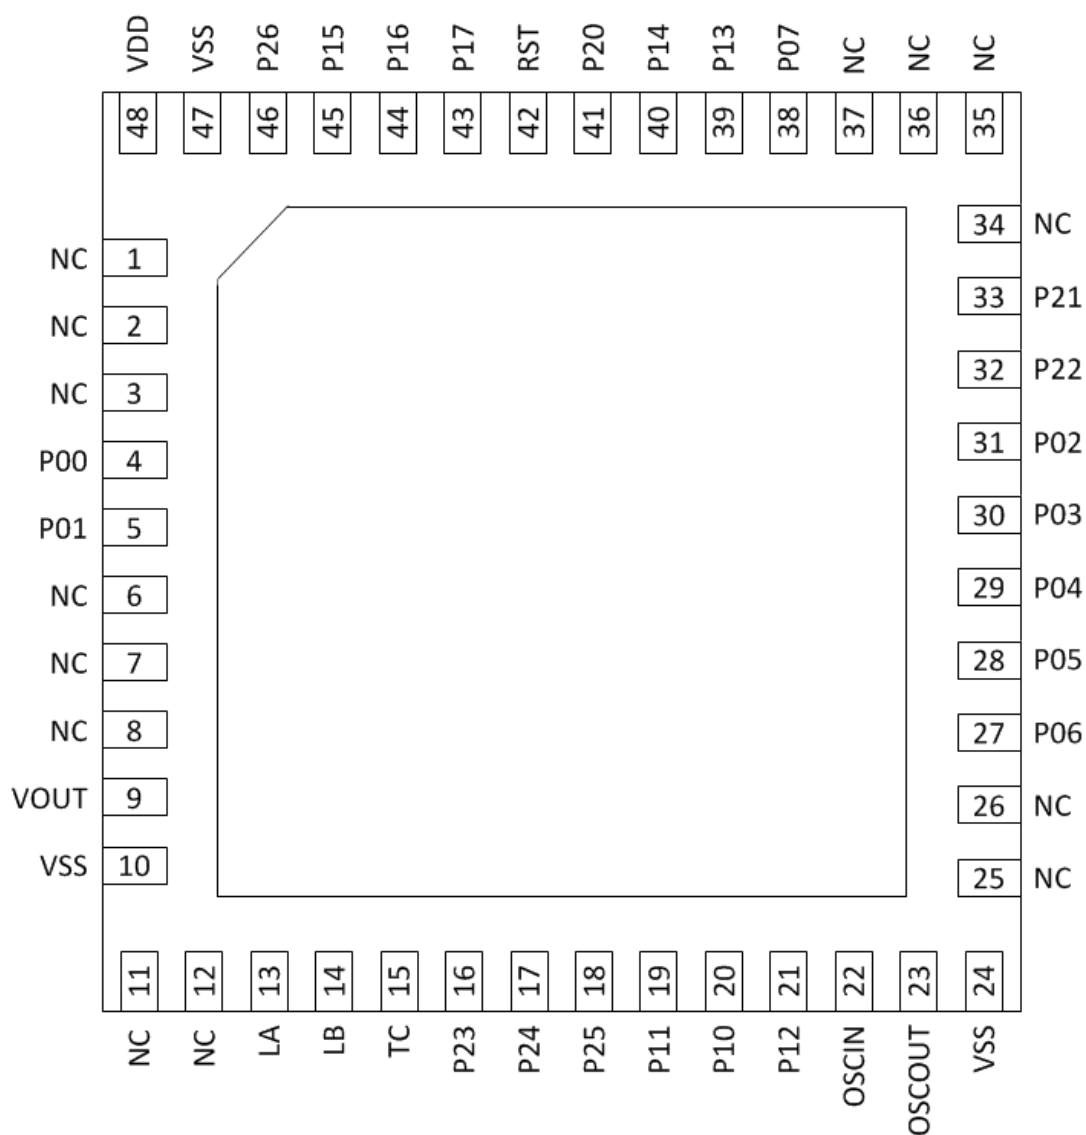 VDD VSS P26 P15 P16 P17 RST P20 P14 P13 P07 NC NC NC
48 47 46 45 44 43 42 41 40 39 38 37 36 35
34 NC
NC 1
33 P21
NC 2
32 P22
NC 3
31 P02
P00 4
30 P03
P01 5
29 P04
NC 6
28 P05
NC 7
27 P06
NC 8
VOUT 9
26 NC
VSS 10
25 NC
11 12 13 14 15 16 17 18 19 20 21 22 23 24
NC NC LA LB TC P23 P24 P25 P11 P10 P12 OSCIN OSCOUT VSS